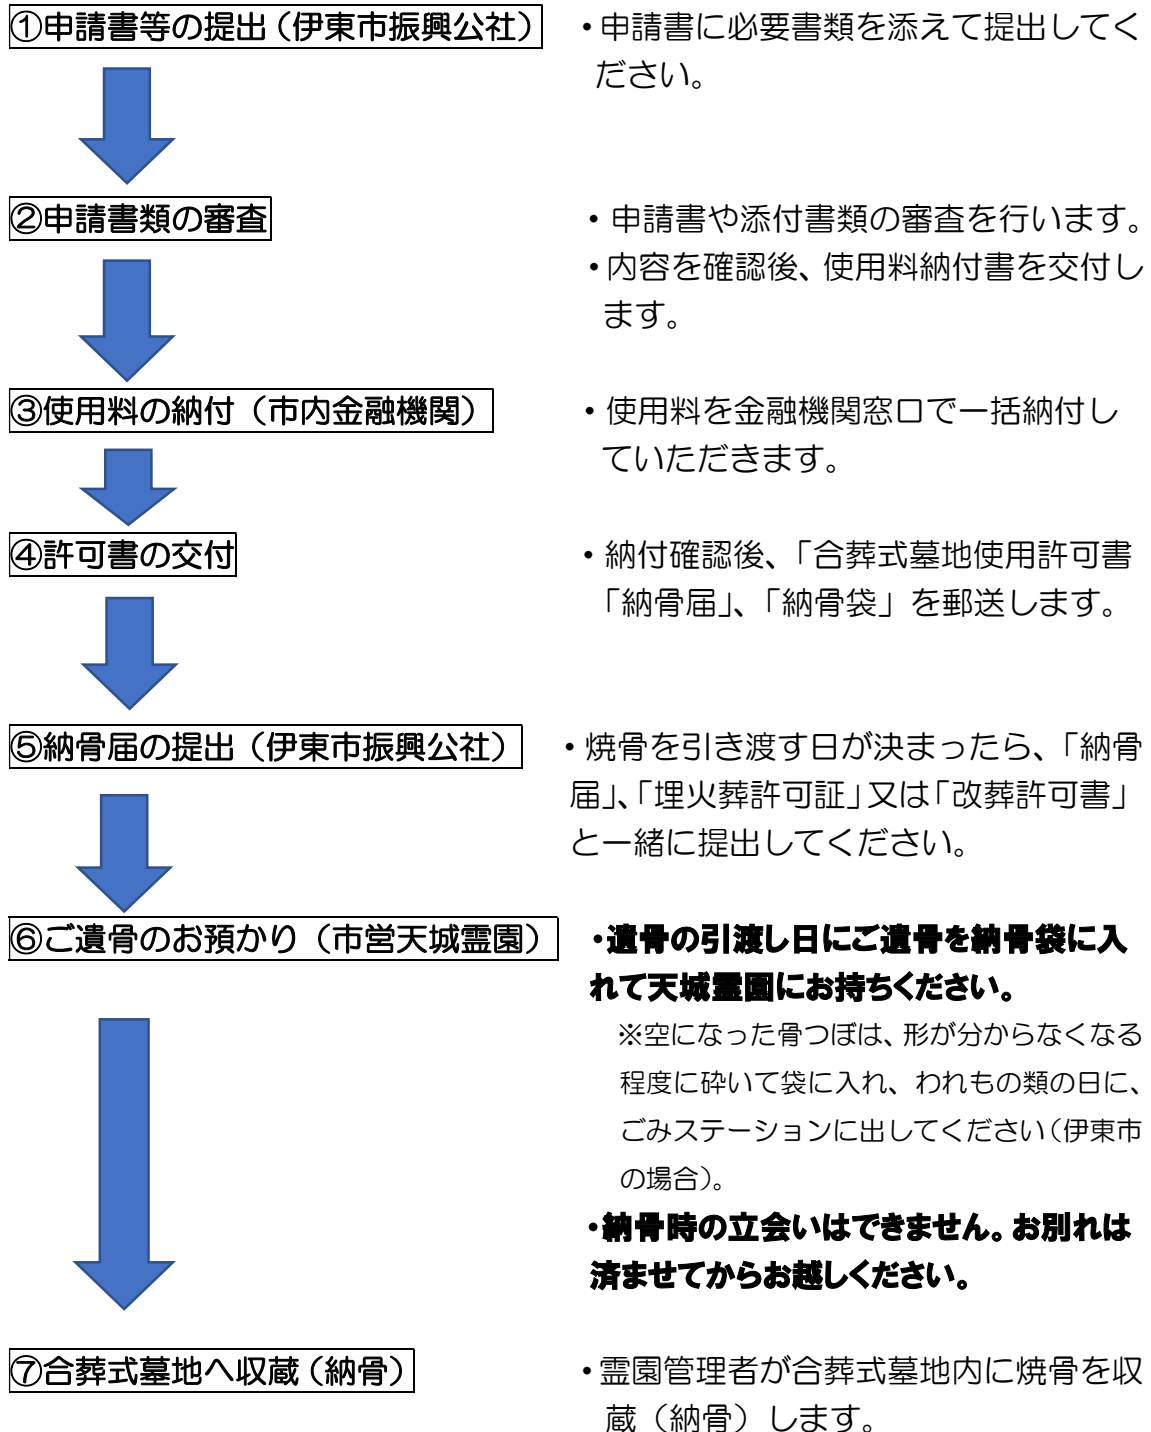 ①申請書等の提出（伊東市振興公社）
・申請書に必要書類を添えて提出してく
ださい。
②申請書類の審査
・申請書や添付書類の審査を行います。
・内容を確認後、使用料納付書を交付し
ます。
③使用料の納付（市内金融機関）
・使用料を金融機関窓口で一括納付し
ていただきます。
④許可書の交付
・納付確認後、「合葬式墓地使用許可書
「納骨届」、「納骨袋」を郵送します。
⑤納骨届の提出（伊東市振興公社）
・焼骨を引き渡す日が決まったら、「納骨
届」、「埋火葬許可証」又は「改葬許可書」
と一緒に提出してください。
⑥ご遺骨のお預かり（市営天城霊園）
・遺骨の引渡し日にご遺骨を納骨袋に入
れて天城霊園にお持ちください。
※空になった骨つぼは、形が分からなくなる
程度に砕いて袋に入れ、われもの類の日に、
ごみステーションに出してください（伊東市
の場合）。
・納骨時の立会いはできません。お別れは
済ませてからお越しください。
⑦合葬式墓地へ収蔵（納骨）
・霊園管理者が合葬式墓地内に焼骨を収
蔵（納骨）します。